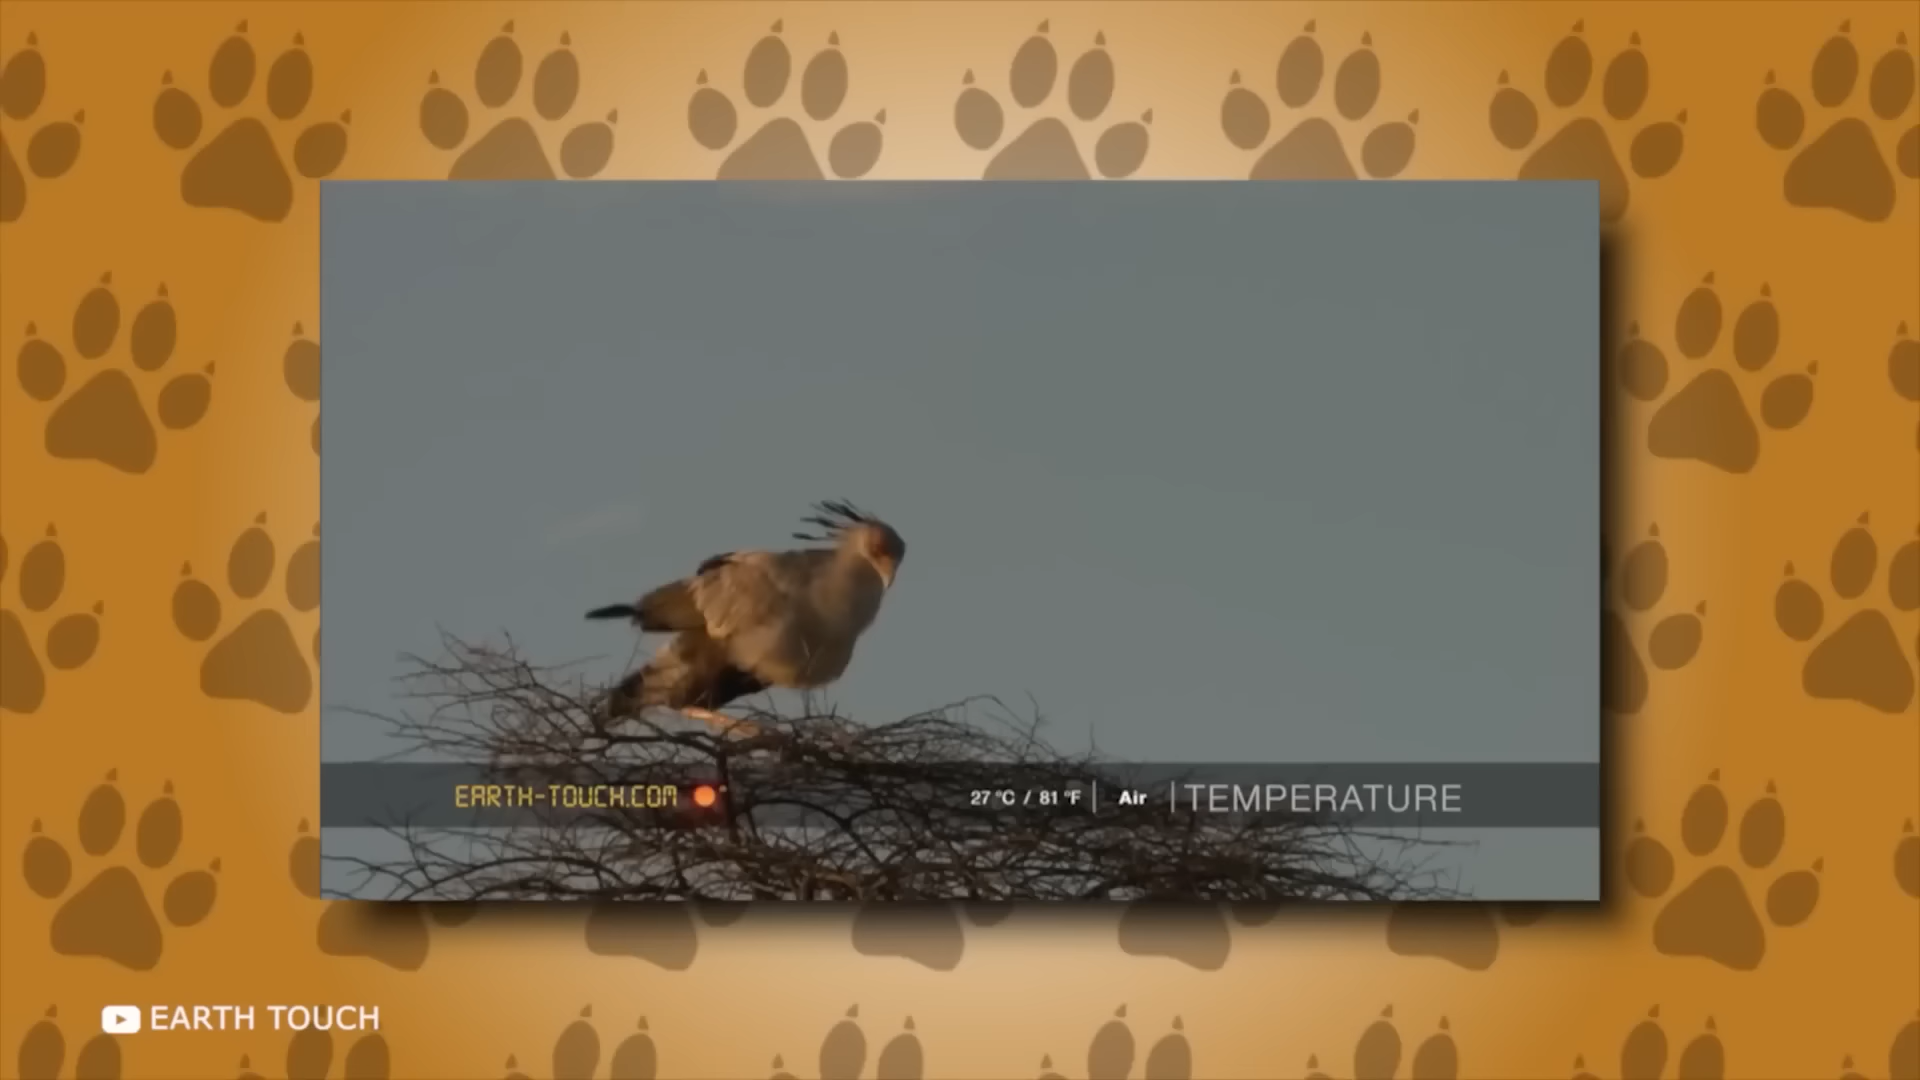 EARTH-TOUCH.COM
27 °C / 81 °F | Air | TEMPERATURE
EARTH TOUCH